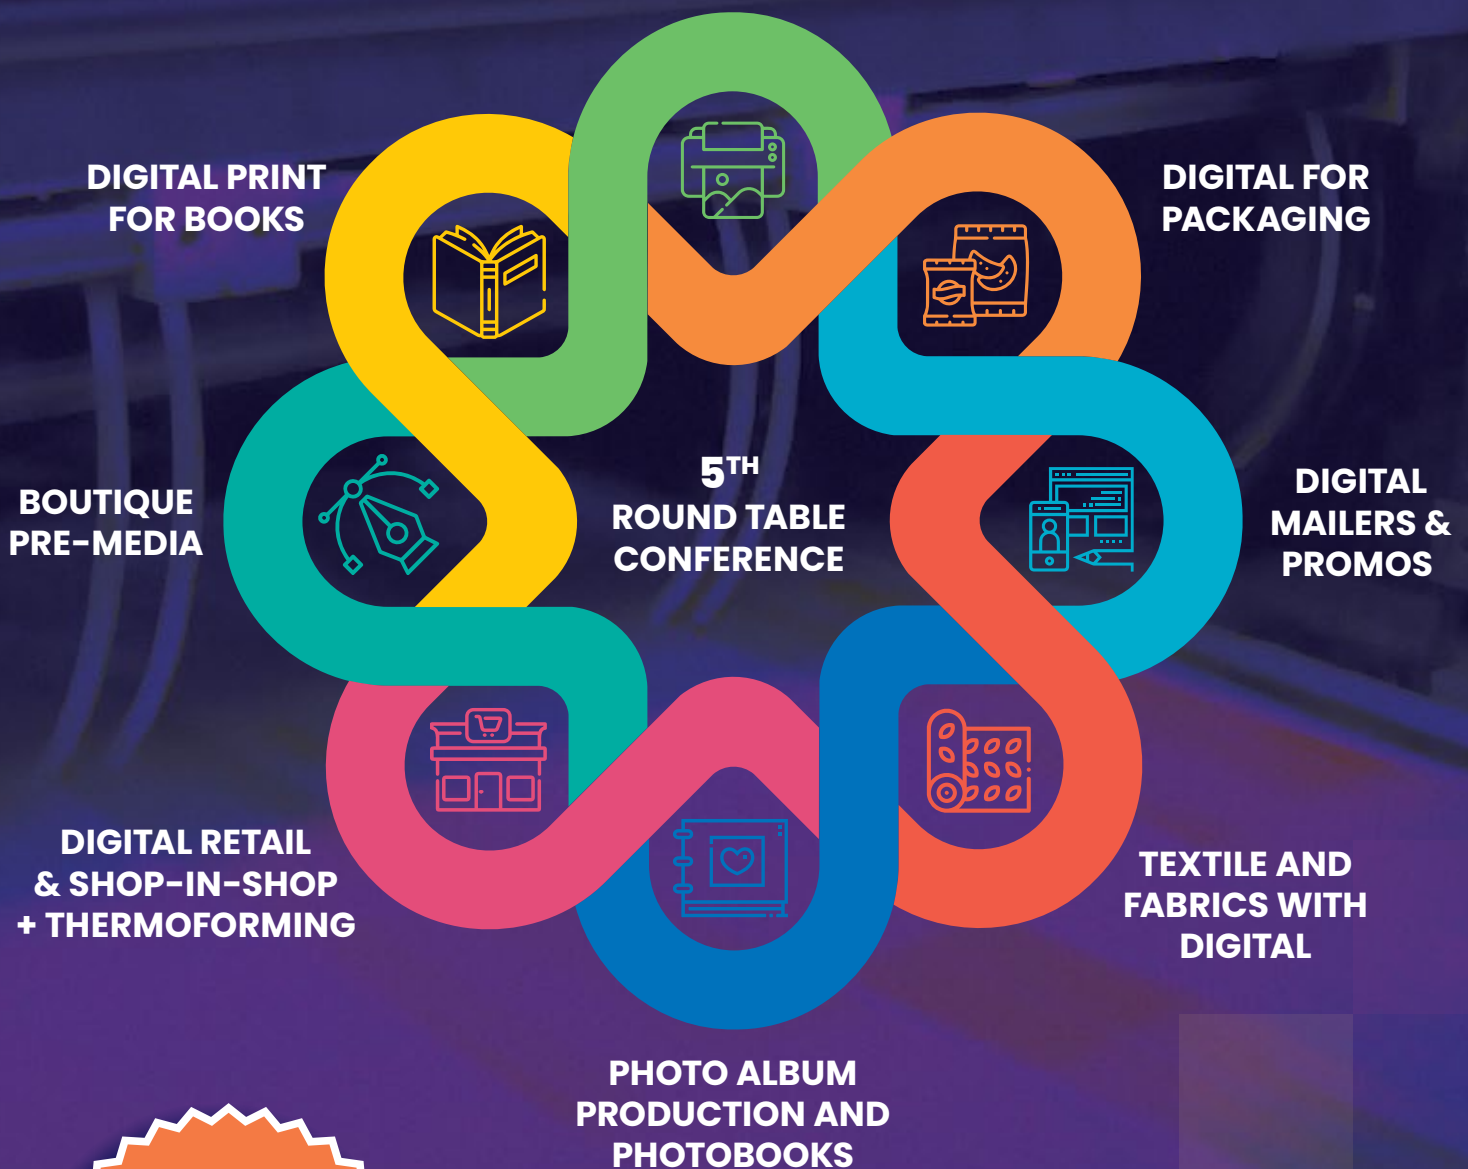 DIGITAL PRINT
FOR BOOKS
DIGITAL FOR
PACKAGING
BOUTIQUE
PRE-MEDIA
5TH
ROUND TABLE
CONFERENCE
DIGITAL
MAILERS &
PROMOS
DIGITAL RETAIL
& SHOP-IN-SHOP
+ THERMOFORMING
TEXTILE AND
FABRICS WITH
DIGITAL
PHOTO ALBUM
PRODUCTION AND
PHOTOBOOKS